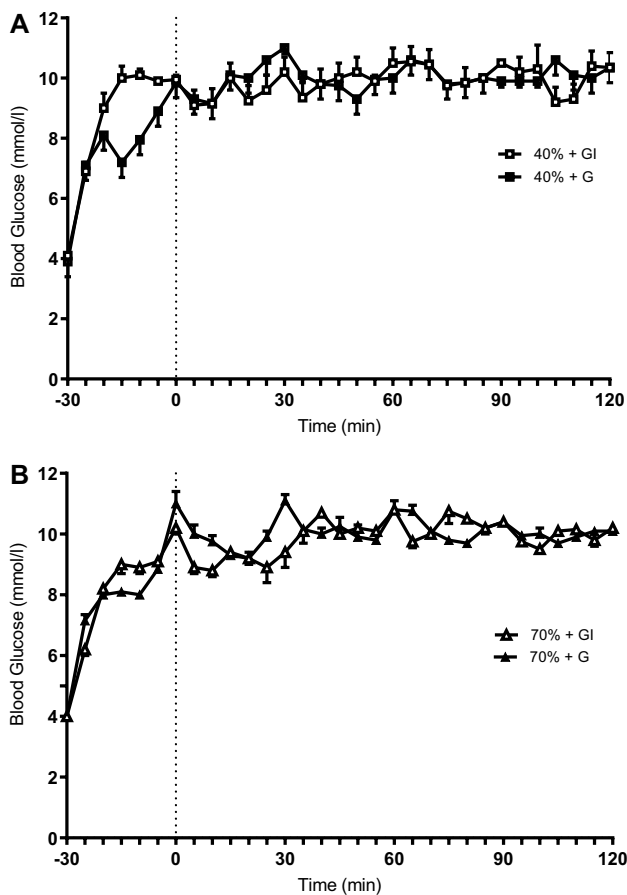 A
12
10
8
6
4
2
0
Blood Glucose (mmol/l)
40% + GI
40% + G
-30 0 30 60 90 120
Time (min)
B
12
10
8
6
4
2
0
Blood Glucose (mmol/l)
70% + GI
70% + G
-30 0 30 60 90 120
Time (min)